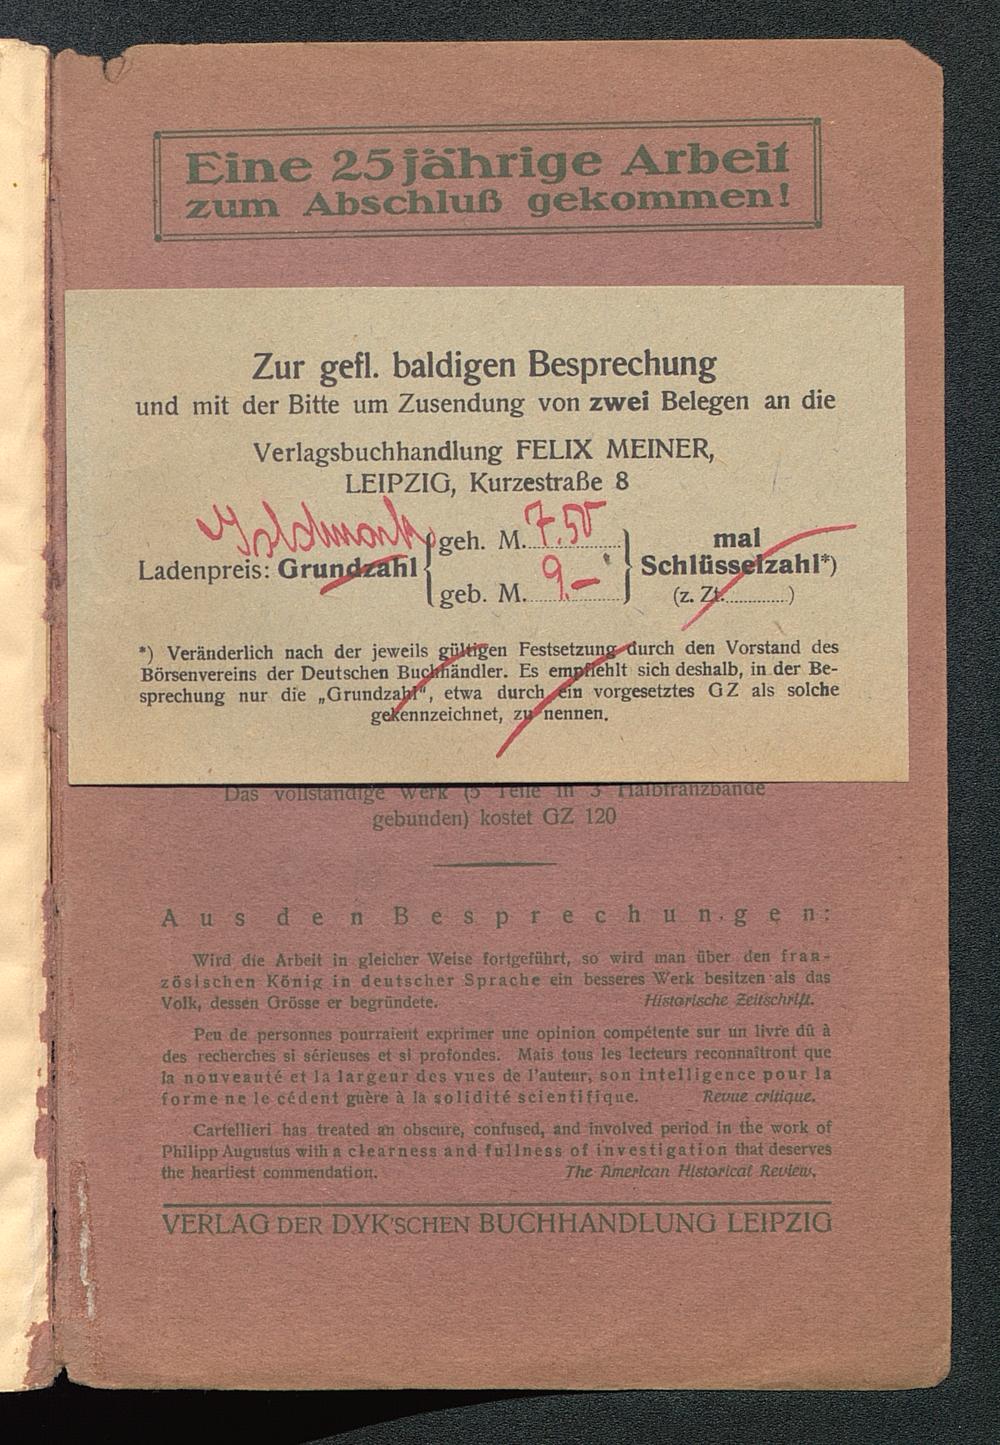 Eine 25jährige Arbeit
zum Abschluß gekommen!
Zur gefl. baldigen Besprechung
und mit der Bitte um Zusendung von zwei Belegen an die
Verlagsbuchhandlung FELIX MEINER,
LEIPZIG, Kurzestraße 8
Goldmark
geh. M. 7.50
mal
Ladenpreis: Grundzahl
Schlüsselzahl*)
geb. M. 9.–
(z. Zt. ............)
*) Veränderlich nach der jeweils gültigen Festsetzung durch den Vorstand des
Börsenvereins der Deutschen Buchhändler. Es empfiehlt sich deshalb, in der Be-
sprechung nur die „Grundzahl“, etwa durch ein vorgesetztes GZ als solche
gekennzeichnet, zu nennen.
Das vollständige Werk (5 Teile in 3 Halbfranzbände
gebunden) kostet GZ 120
Aus den Besprechungen:
Wird die Arbeit in gleicher Weise fortgeführt, so wird man über den fran-
zösischen König in deutscher Sprache ein besseres Werk besitzen als das
Volk, dessen Grösse er begründete. Historische Zeitschrift.
Peu de personnes pourraient exprimer une opinion compétente sur un livre dû à
des recherches si sérieuses et si profondes. Mais tous les lecteurs reconnaîtront que
la nouveauté et la largeur des vues de l'auteur, son intelligence pour la
forme ne le cèdent guère à la solidité scientifique. Revue critique.
Cartellieri has treated an obscure, confused, and involved period in the work of
Philipp Augustus with a clearness and fullness of investigation that deserves
the heartiest commendation. The American Historical Review.
VERLAG DER DYK'SCHEN BUCHHANDLUNG LEIPZIG